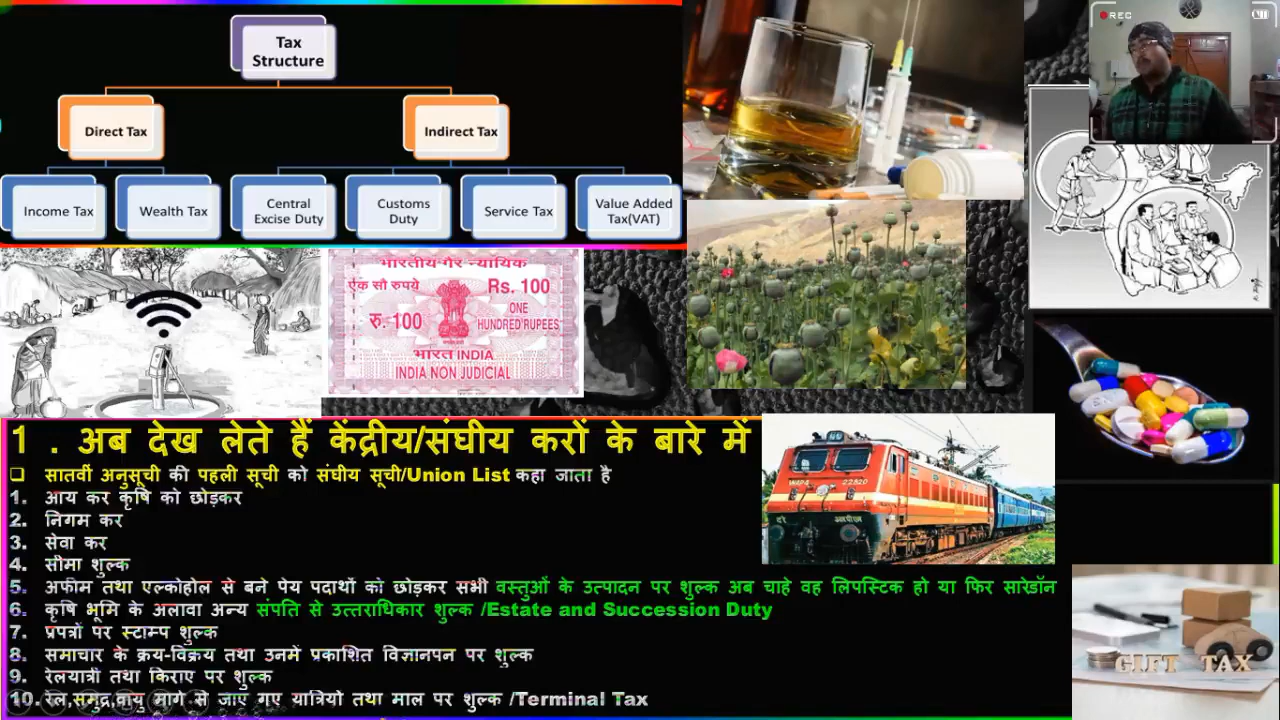 REC
Tax
Structure
Direct Tax
Indirect Tax
Income Tax
Wealth Tax
Central
Excise Duty
Customs
Duty
Service Tax
Value Added
Tax(VAT)
भारतीय गैर न्यायिक
एक सौ रुपये
Rs. 100
रु. 100
ONE
HUNDRED RUPEES
भारत INDIA
INDIA NON JUDICIAL
1 . अब देख लेते हैं केंद्रीय/संघीय करों के बारे में
सातवीं अनुसूची की पहली सूची को संघीय सूची/Union List कहा जाता है
1. आय कर कृषि को छोड़कर
2. निगम कर
3. सेवा कर
4. सीमा शुल्क
5. अफीम तथा एल्कोहोल से बने पेय पदार्थो को छोड़कर सभी वस्तुओं के उत्पादन पर शुल्क अब चाहे वह लिपस्टिक हो या फिर सारेडॉन
6. कृषि भूमि के अलावा अन्य संपति से उत्तराधिकार शुल्क /Estate and Succession Duty
7. प्रपत्रों पर स्टाम्प शुल्क
8. समाचार के क्रय-विक्रय तथा उनमें प्रकाशित विज्ञानपन पर शुल्क
9. रेलयात्री तथा किराए पर शुल्क
10. रेल,समुद्र,वायु मार्ग से जाए गए यात्रियो तथा माल पर शुल्क /Terminal Tax
22820
GIFT TAX